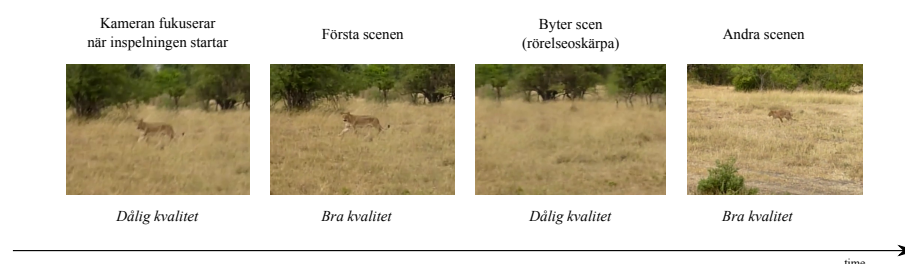 Kameran fukuserar
när inspelningen startar
Första scenen
Byter scen
(rörelseoskärpa)
Andra scenen
Dålig kvalitet
Bra kvalitet
Dålig kvalitet
Bra kvalitet
time